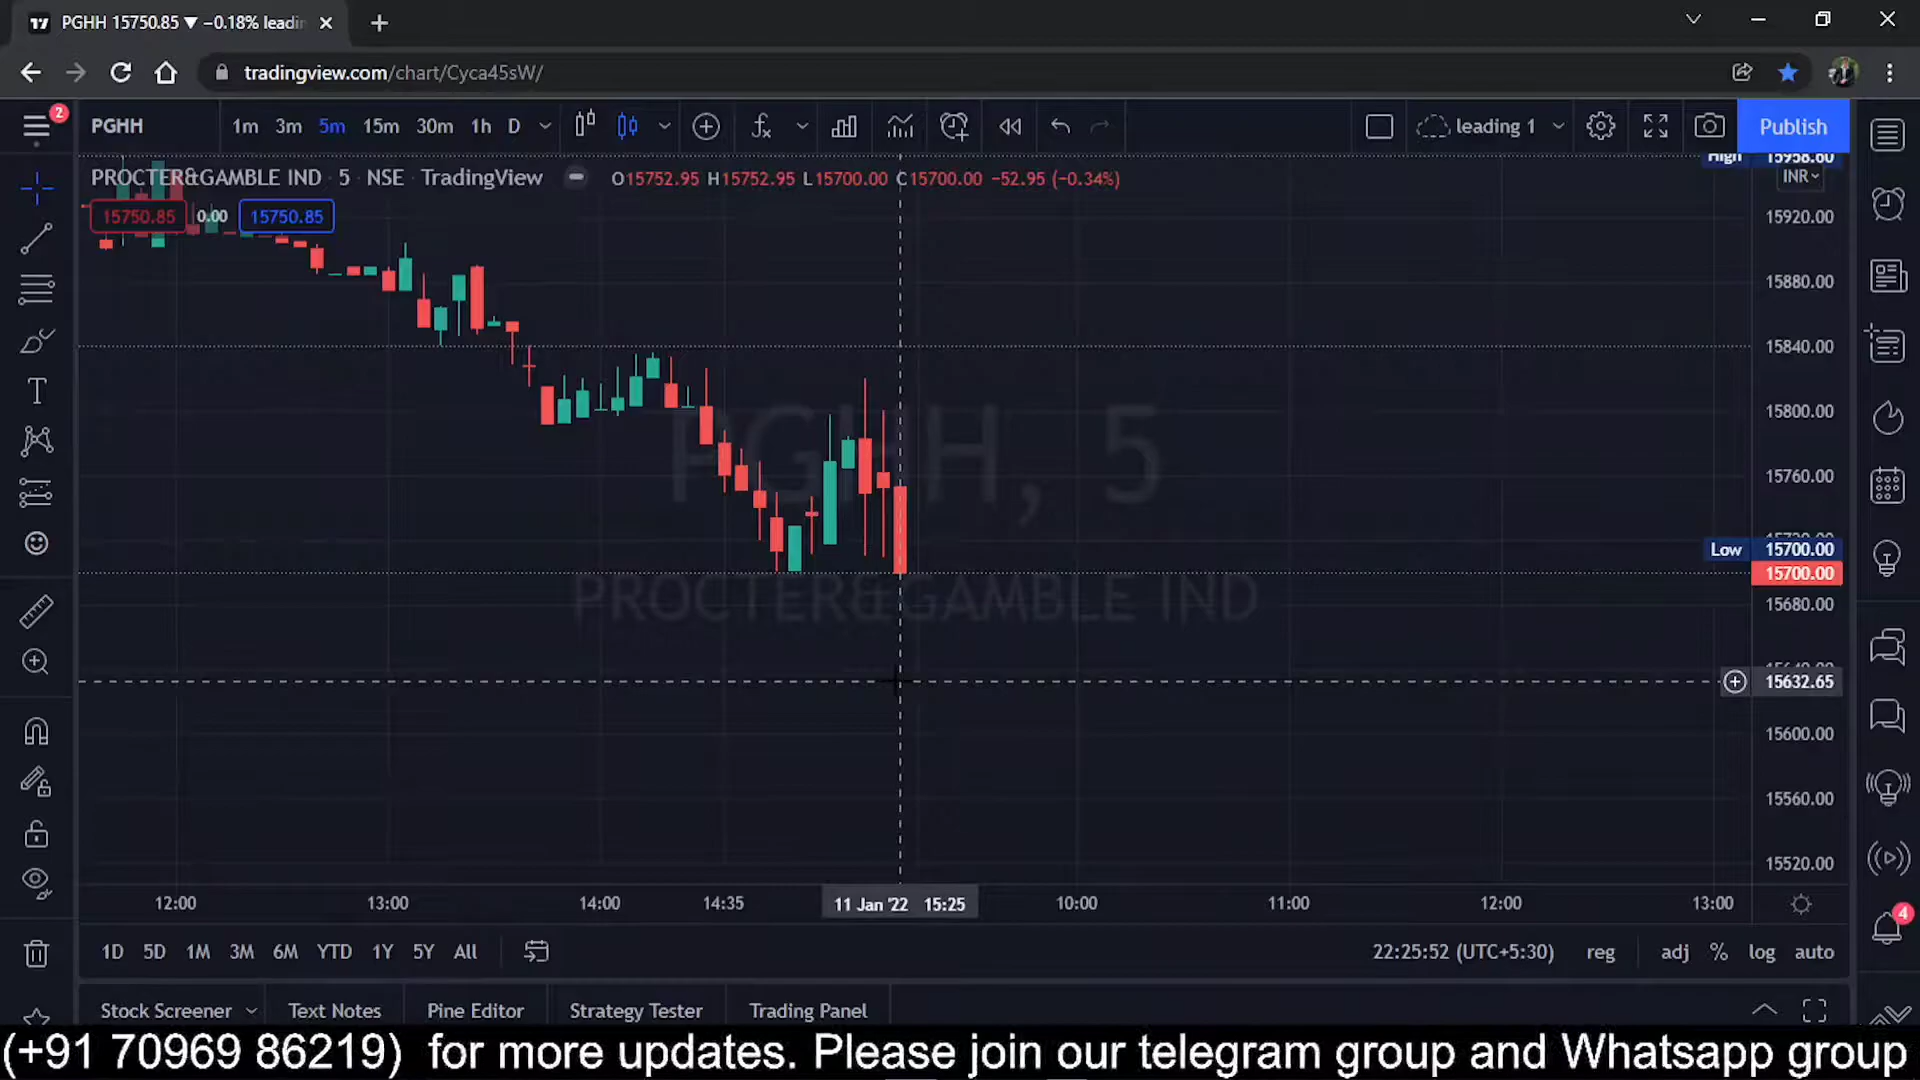 PGHH 15750.85 ▼ −0.18% leadi
tradingview.com/chart/Cyca45sW/
2
PGHH 1m 3m 5m 15m 30m 1h D leading 1 Publish
PROCTER&GAMBLE IND · 5 · NSE · TradingView O15752.95 H15752.95 L15700.00 C15700.00 −52.95 (−0.34%)
15750.85 0.00 15750.85
High 15958.60
INR
15920.00
15880.00
15840.00
15800.00
15760.00
Low 15700.00
15700.00
15680.00
15632.65
15600.00
15560.00
15520.00
PGHH, 5
PROCTER&GAMBLE IND
12:00 13:00 14:00 14:35 11 Jan '22 15:25 10:00 11:00 12:00 13:00
4
1D 5D 1M 3M 6M YTD 1Y 5Y All 22:25:52 (UTC+5:30) reg adj % log auto
Stock Screener Text Notes Pine Editor Strategy Tester Trading Panel
(+91 70969 86219) for more updates. Please join our telegram group and Whatsapp group